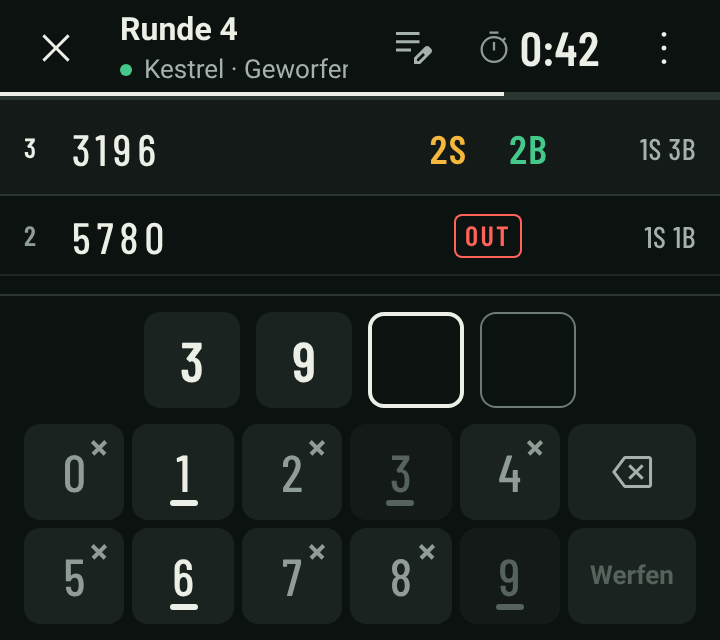 Runde 4
Kestrel · Geworfen
0:42
3 3196 2S 2B 1S 3B
2 5780 OUT 1S 1B
3 9
0 1 2 3 4
5 6 7 8 9 Werfen